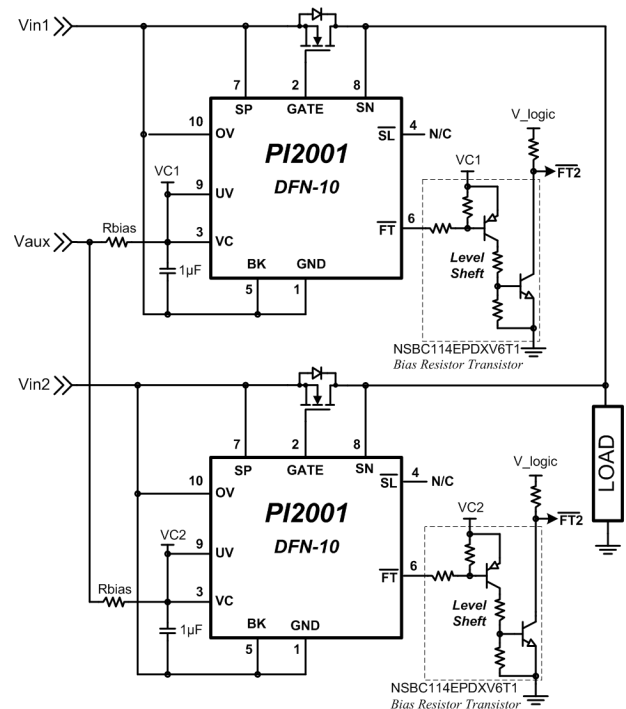 Vin1
7
2
8
SP
GATE
SN
10
OV
SL
4
N/C
V_logic
PI2001
DFN-10
VC1
9
UV
VC1
FT2
Rbias
Vaux
3
VC
FT
6
Level
Sheft
1µF
BK
GND
5
1
NSBC114EPDXV6T1
Bias Resistor Transistor
Vin2
7
2
8
SP
GATE
SN
10
OV
SL
4
N/C
V_logic
LOAD
PI2001
DFN-10
VC2
9
UV
VC2
FT2
Rbias
3
VC
FT
6
Level
Sheft
1µF
BK
GND
5
1
NSBC114EPDXV6T1
Bias Resistor Transistor